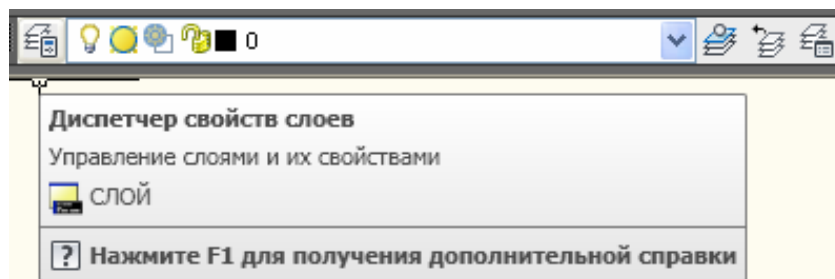 0
Диспетчер свойств слоев
Управление слоями и их свойствами
СЛОЙ
? Нажмите F1 для получения дополнительной справки